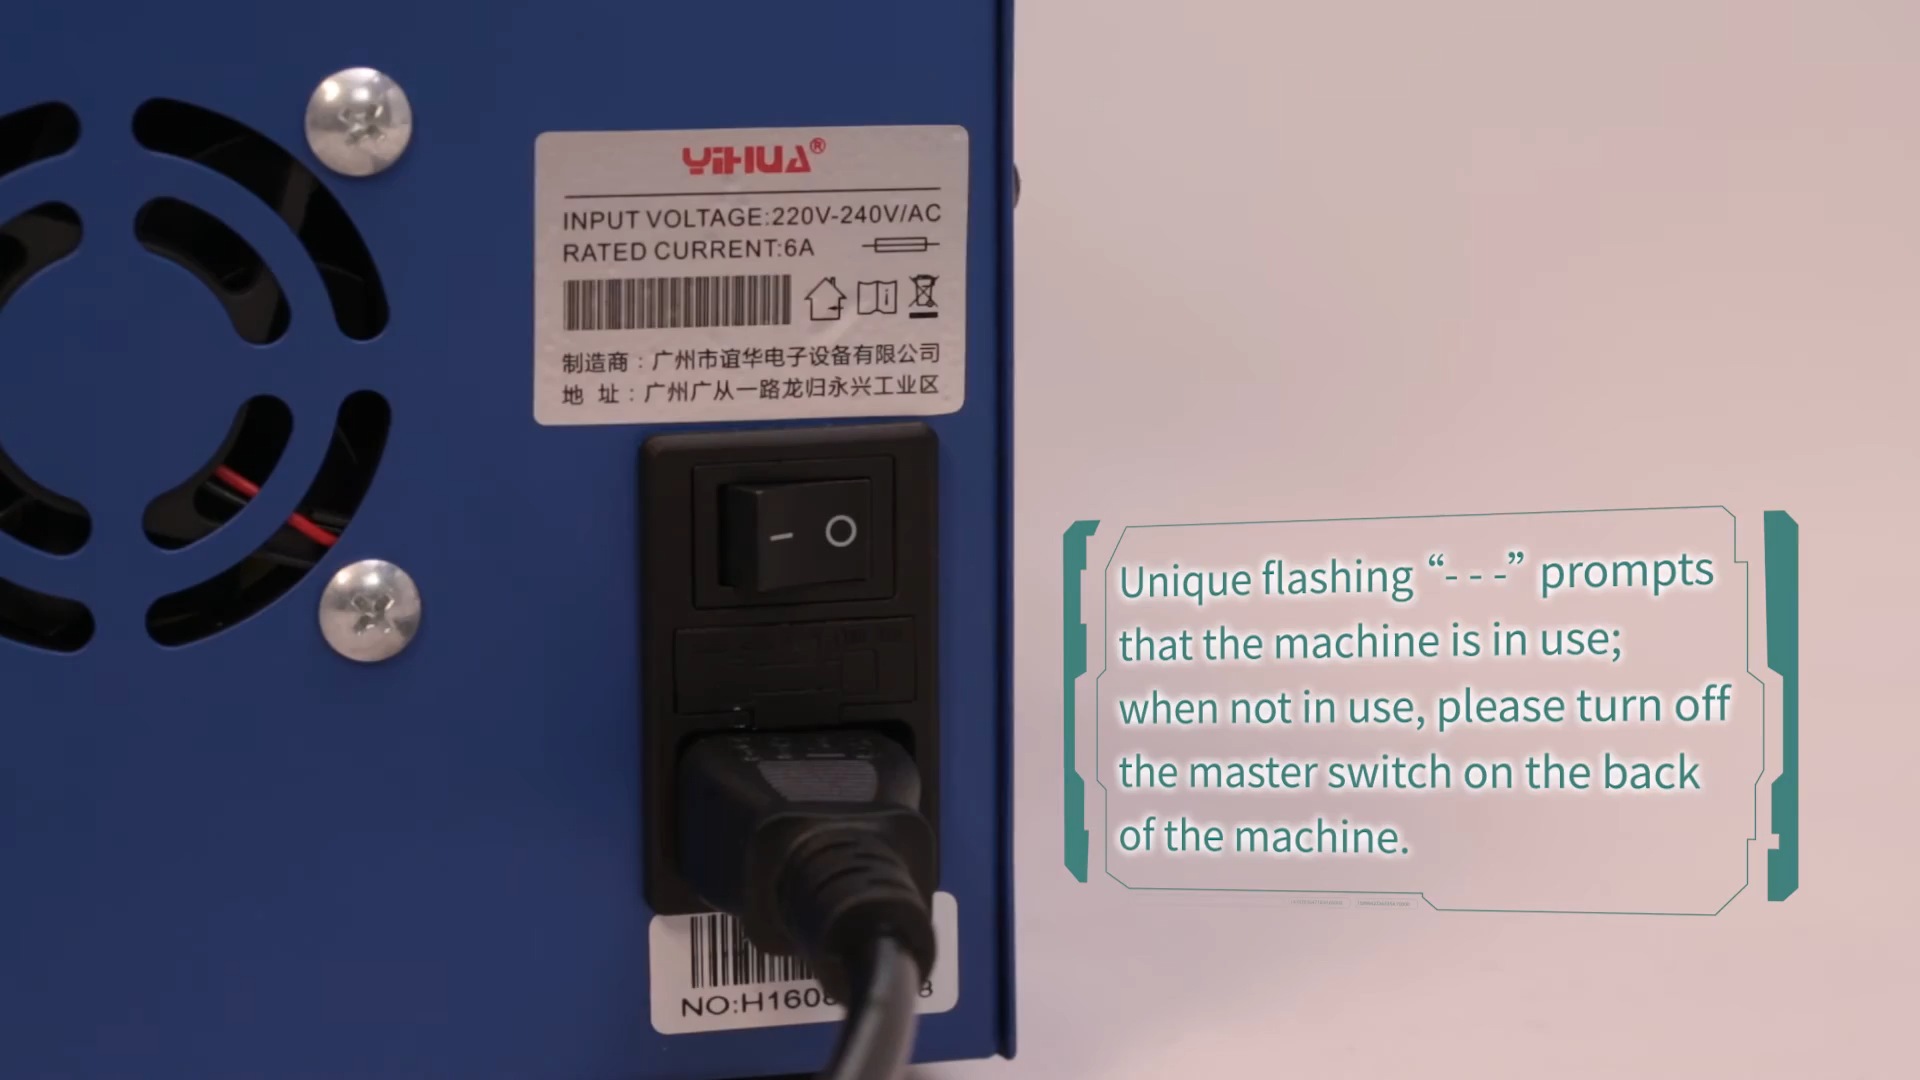 YIHUA®
INPUT VOLTAGE:220V-240V/AC
RATED CURRENT:6A
制造商：广州市谊华电子设备有限公司
地 址：广州广从一路龙归永兴工业区
Unique flashing “- - -” prompts
that the machine is in use;
when not in use, please turn off
the master switch on the back
of the machine.